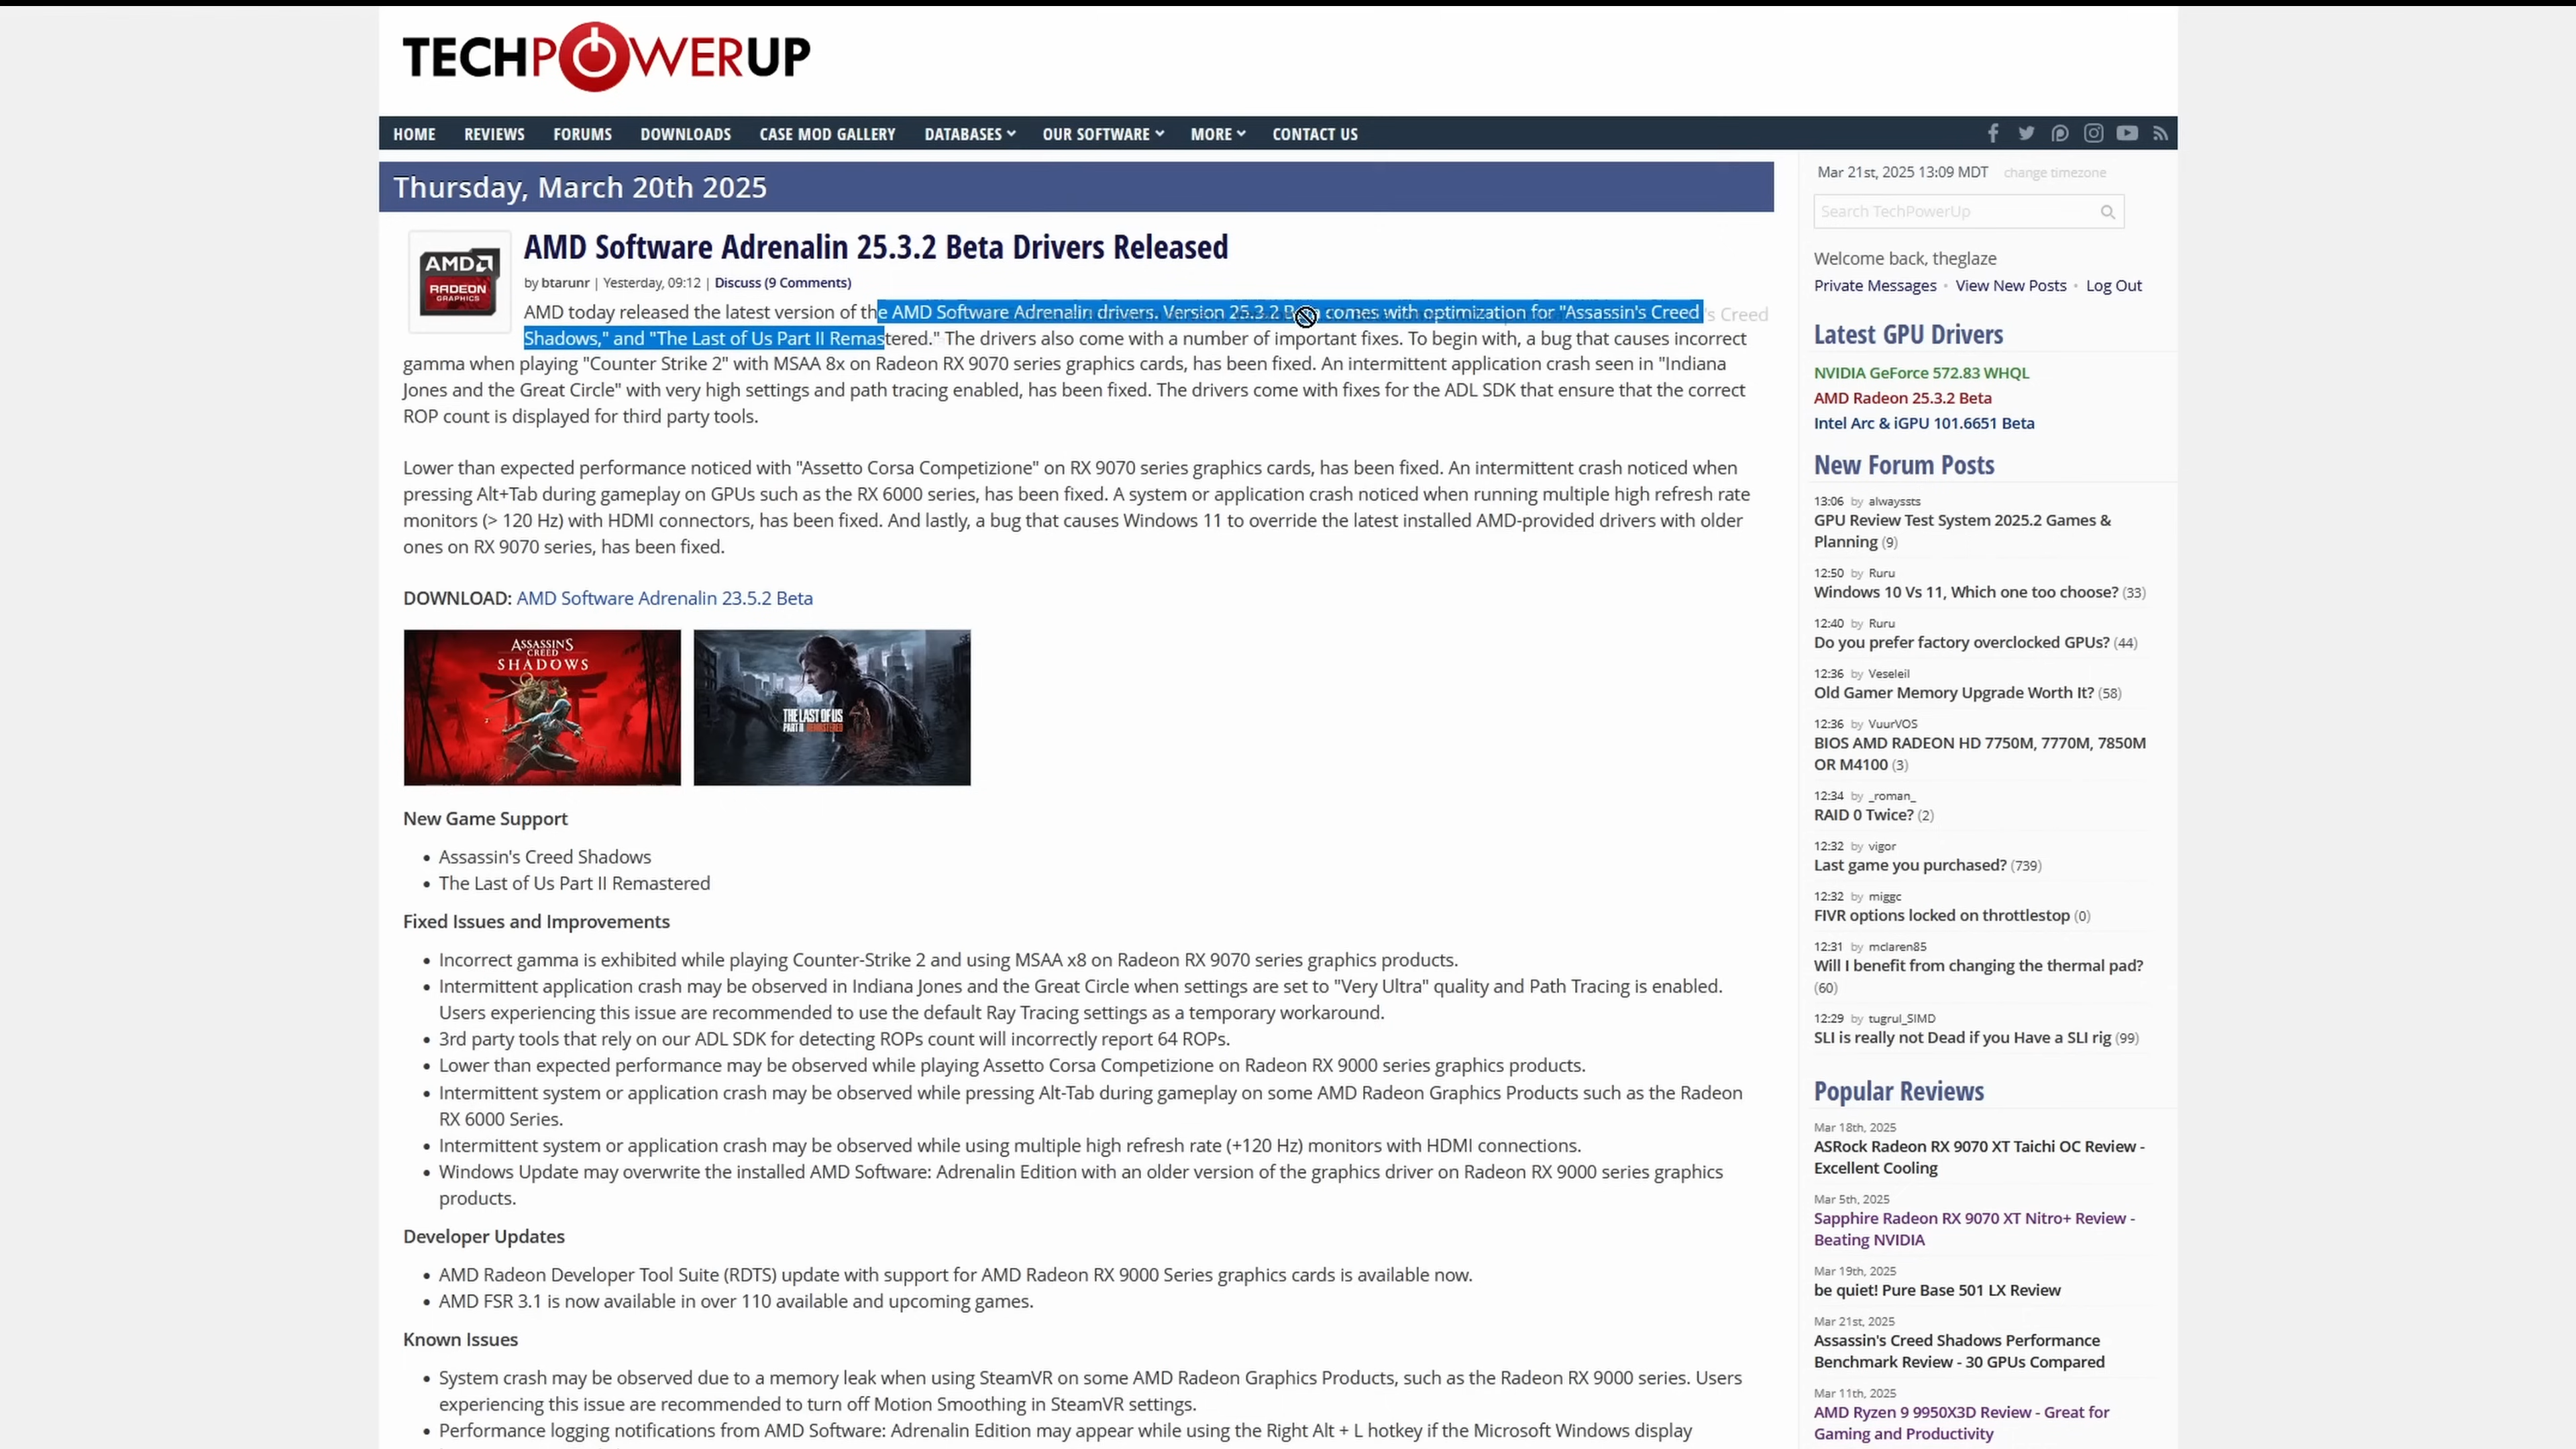 TECHPOWERUP
HOME REVIEWS FORUMS DOWNLOADS CASE MOD GALLERY DATABASES OUR SOFTWARE MORE CONTACT US
Thursday, March 20th 2025
AMD
RADEON
GRAPHICS
AMD Software Adrenalin 25.3.2 Beta Drivers Released
by btarunr | Yesterday, 09:12 | Discuss (9 Comments)
AMD today released the latest version of the AMD Software Adrenalin drivers. Version 25.3.2 Beta comes with optimization for "Assassin's Creed
Shadows," and "The Last of Us Part II Remastered." The drivers also come with a number of important fixes. To begin with, a bug that causes incorrect
gamma when playing "Counter Strike 2" with MSAA 8x on Radeon RX 9070 series graphics cards, has been fixed. An intermittent application crash seen in "Indiana
Jones and the Great Circle" with very high settings and path tracing enabled, has been fixed. The drivers come with fixes for the ADL SDK that ensure that the correct
ROP count is displayed for third party tools.
Lower than expected performance noticed with "Assetto Corsa Competizione" on RX 9070 series graphics cards, has been fixed. An intermittent crash noticed when
pressing Alt+Tab during gameplay on GPUs such as the RX 6000 series, has been fixed. A system or application crash noticed when running multiple high refresh rate
monitors (> 120 Hz) with HDMI connectors, has been fixed. And lastly, a bug that causes Windows 11 to override the latest installed AMD-provided drivers with older
ones on RX 9070 series, has been fixed.
DOWNLOAD: AMD Software Adrenalin 23.5.2 Beta
ASSASSIN'S
CREED
SHADOWS
THE LAST OF US
PART II REMASTERED
New Game Support
• Assassin's Creed Shadows
• The Last of Us Part II Remastered
Fixed Issues and Improvements
• Incorrect gamma is exhibited while playing Counter-Strike 2 and using MSAA x8 on Radeon RX 9070 series graphics products.
• Intermittent application crash may be observed in Indiana Jones and the Great Circle when settings are set to "Very Ultra" quality and Path Tracing is enabled.
Users experiencing this issue are recommended to use the default Ray Tracing settings as a temporary workaround.
• 3rd party tools that rely on our ADL SDK for detecting ROPs count will incorrectly report 64 ROPs.
• Lower than expected performance may be observed while playing Assetto Corsa Competizione on Radeon RX 9000 series graphics products.
• Intermittent system or application crash may be observed while pressing Alt-Tab during gameplay on some AMD Radeon Graphics Products such as the Radeon
RX 6000 Series.
• Intermittent system or application crash may be observed while using multiple high refresh rate (+120 Hz) monitors with HDMI connections.
• Windows Update may overwrite the installed AMD Software: Adrenalin Edition with an older version of the graphics driver on Radeon RX 9000 series graphics
products.
Developer Updates
• AMD Radeon Developer Tool Suite (RDTS) update with support for AMD Radeon RX 9000 Series graphics cards is available now.
• AMD FSR 3.1 is now available in over 110 available and upcoming games.
Known Issues
• System crash may be observed due to a memory leak when using SteamVR on some AMD Radeon Graphics Products, such as the Radeon RX 9000 series. Users
experiencing this issue are recommended to turn off Motion Smoothing in SteamVR settings.
• Performance logging notifications from AMD Software: Adrenalin Edition may appear while using the Right Alt + L hotkey if the Microsoft Windows display
Mar 21st, 2025 13:09 MDT change timezone
Search TechPowerUp
Welcome back, theglaze
Private Messages • View New Posts • Log Out
Latest GPU Drivers
NVIDIA GeForce 572.83 WHQL
AMD Radeon 25.3.2 Beta
Intel Arc & iGPU 101.6651 Beta
New Forum Posts
13:06 by alwayssts
GPU Review Test System 2025.2 Games &
Planning (9)
12:50 by Ruru
Windows 10 Vs 11, Which one too choose? (33)
12:40 by Ruru
Do you prefer factory overclocked GPUs? (44)
12:36 by Veseleil
Old Gamer Memory Upgrade Worth It? (58)
12:36 by VuurVOS
BIOS AMD RADEON HD 7750M, 7770M, 7850M
OR M4100 (3)
12:34 by _roman_
RAID 0 Twice? (2)
12:32 by vigor
Last game you purchased? (739)
12:32 by miggc
FIVR options locked on throttlestop (0)
12:31 by mclaren85
Will I benefit from changing the thermal pad?
(60)
12:29 by tugrul_SIMD
SLI is really not Dead if you Have a SLI rig (99)
Popular Reviews
Mar 18th, 2025
ASRock Radeon RX 9070 XT Taichi OC Review -
Excellent Cooling
Mar 5th, 2025
Sapphire Radeon RX 9070 XT Nitro+ Review -
Beating NVIDIA
Mar 19th, 2025
be quiet! Pure Base 501 LX Review
Mar 21st, 2025
Assassin's Creed Shadows Performance
Benchmark Review - 30 GPUs Compared
Mar 11th, 2025
AMD Ryzen 9 9950X3D Review - Great for
Gaming and Productivity